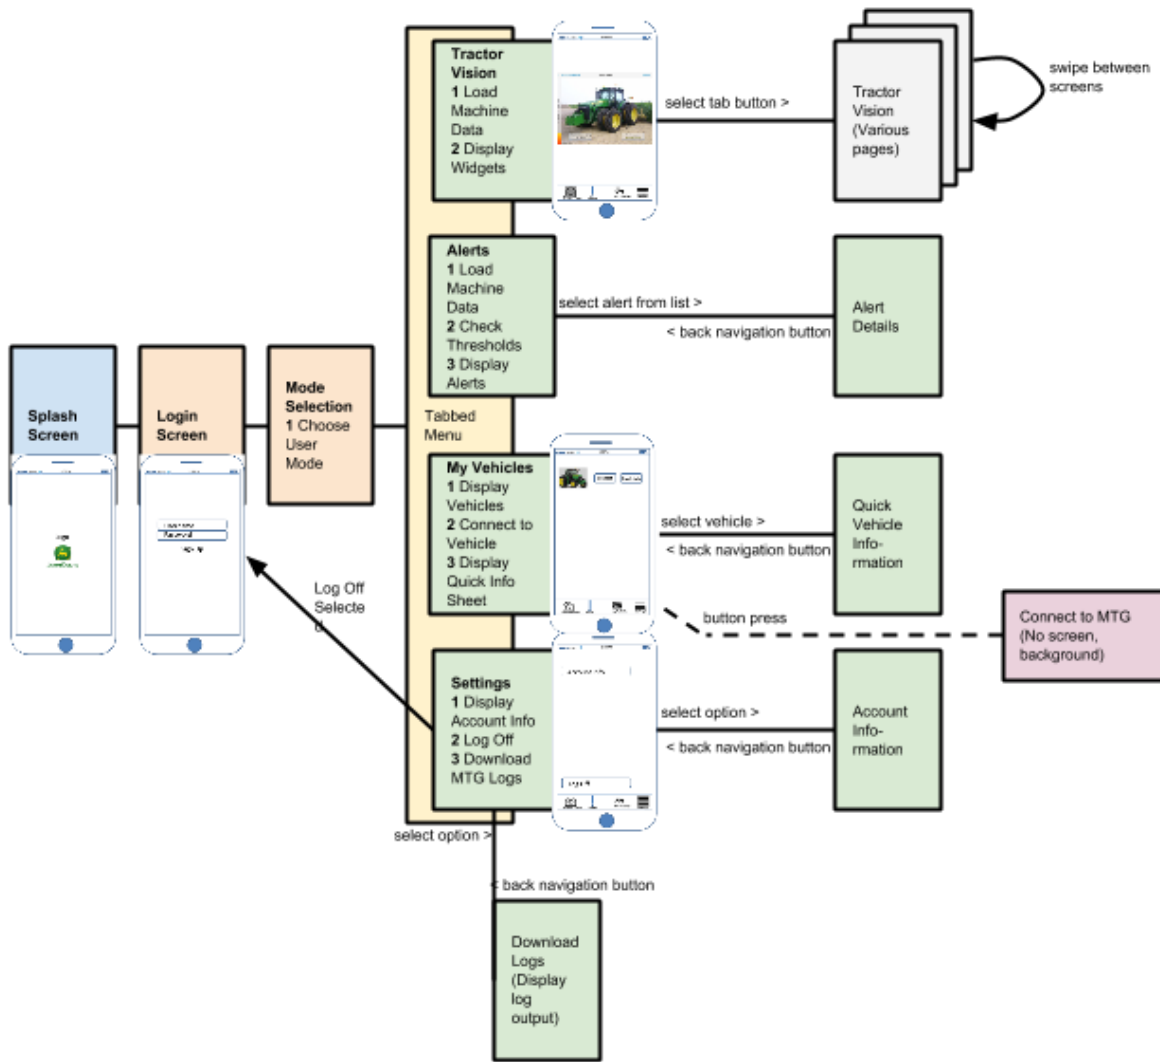 Tractor
Vision
1 Load
Machine
Data
2 Display
Widgets
select tab button >
Tractor
Vision
(Various
pages)
swipe between
screens
Alerts
1 Load
Machine
Data
2 Check
Thresholds
3 Display
Alerts
select alert from list >
< back navigation button
Alert
Details
Splash
Screen
Login
Screen
Password
Mode
Selection
1 Choose
User
Mode
Tabbed
Menu
My Vehicles
1 Display
Vehicles
2 Connect to
Vehicle
3 Display
Quick Info
Sheet
select vehicle >
< back navigation button
Quick
Vehicle
Info-
rmation
button press
Connect to MTG
(No screen,
background)
Log Off
Selecte
d
Settings
1 Display
Account Info
2 Log Off
3 Download
MTG Logs
select option >
< back navigation button
Account
Info-
rmation
select option >
< back navigation button
Download
Logs
(Display
log
output)